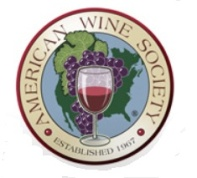 AMERICAN WINE SOCIETY
ESTABLISHED 1967
®